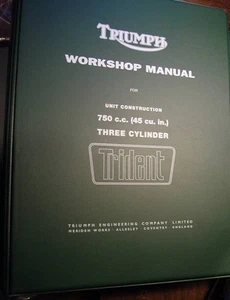 TRIUMPH
WORKSHOP MANUAL
FOR
UNIT CONSTRUCTION
750 c.c. (45 cu. in.)
THREE CYLINDER
Trident
TRIUMPH ENGINEERING COMPANY LIMITED
MERIDEN WORKS · ALLESLEY · COVENTRY · ENGLAND